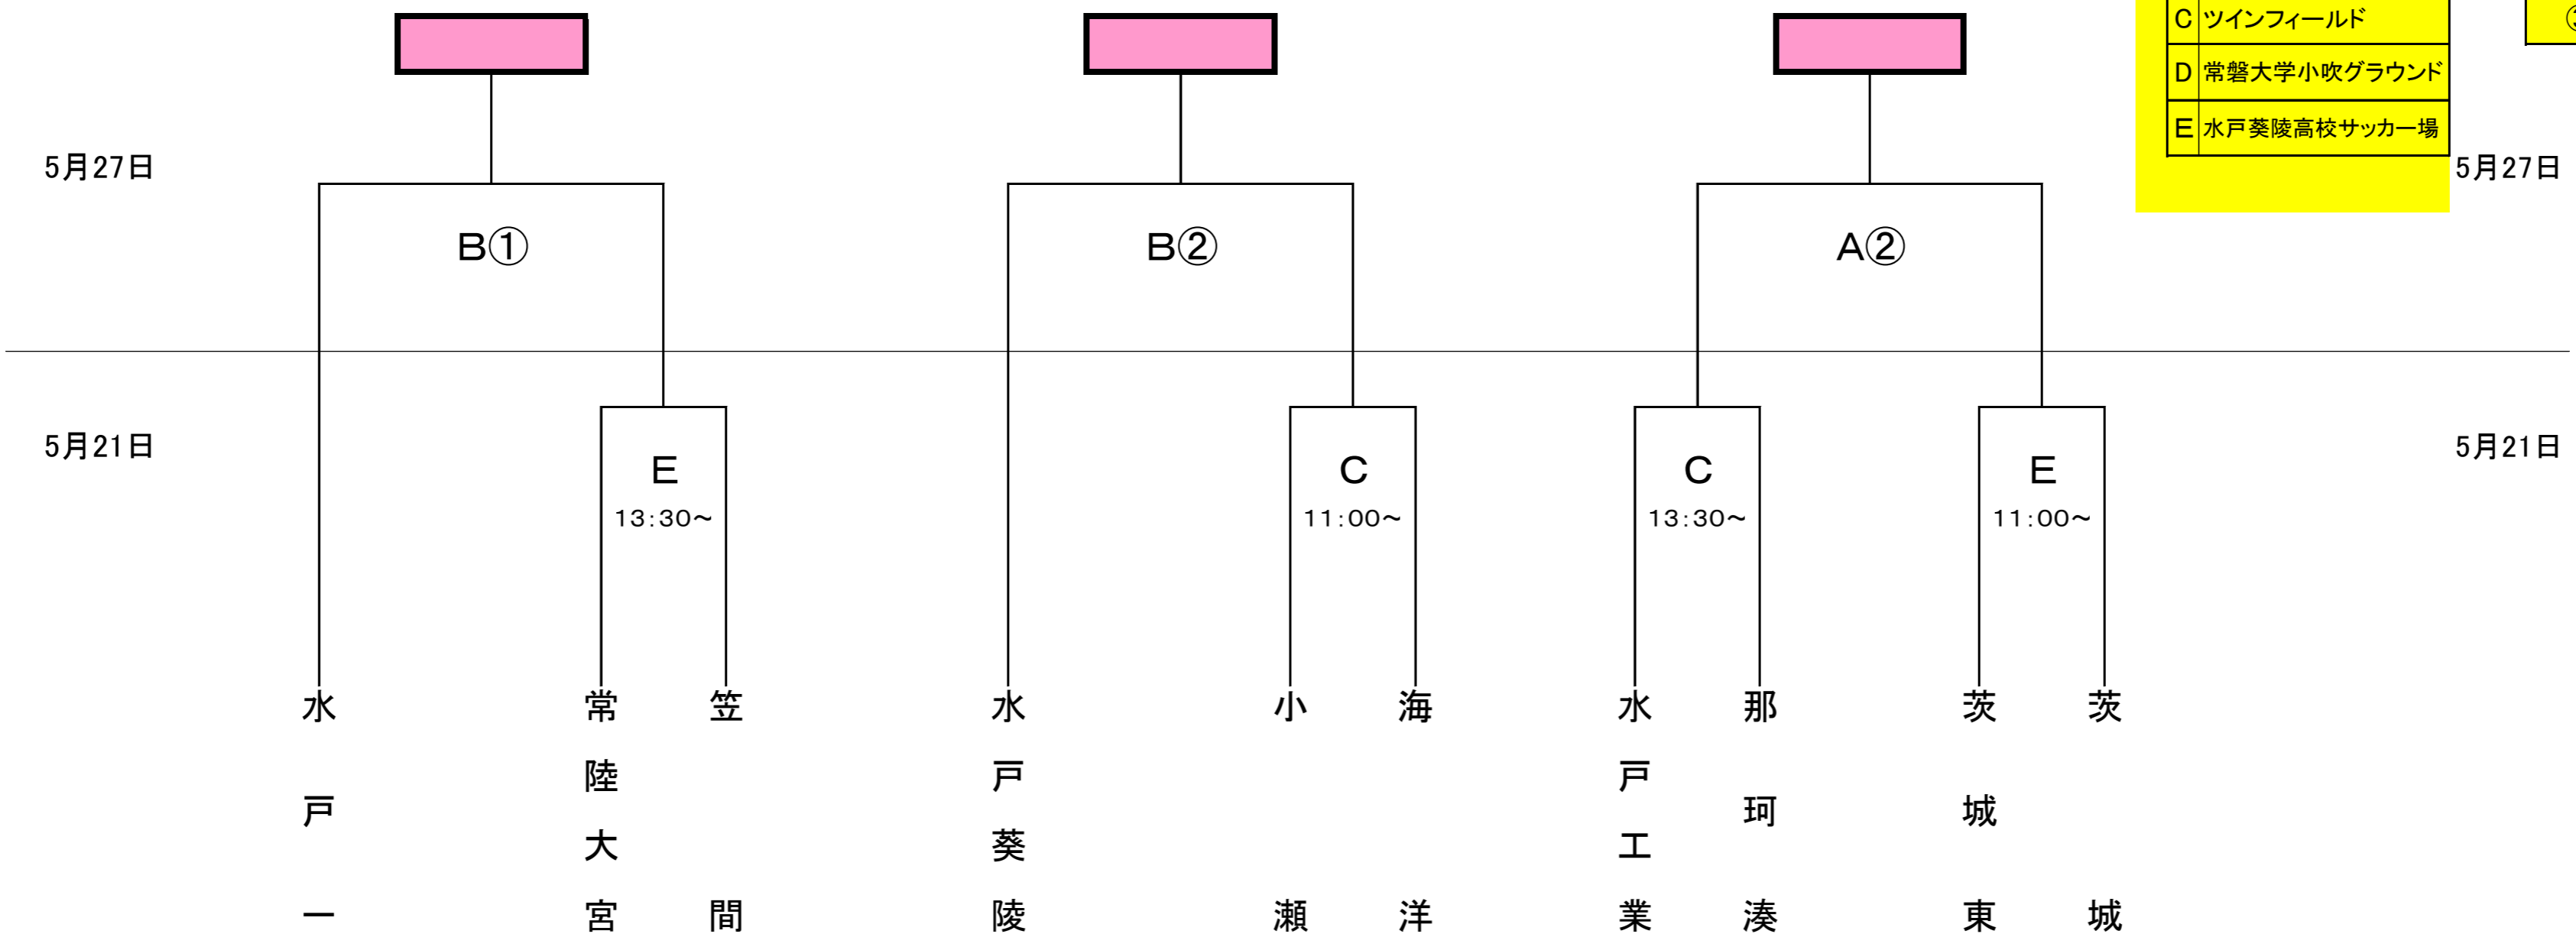 C ツインフィールド
D 常磐大学小吹グラウンド
E 水戸葵陵高校サッカー場
5月27日
5月27日
B①
B②
A②
5月21日
5月21日
E
13:30~
C
11:00~
C
13:30~
E
11:00~
水戸一
常陸大宮
笠間
水戸葵陵
小瀬
海洋
水戸工業
那珂湊
茨城東
茨城